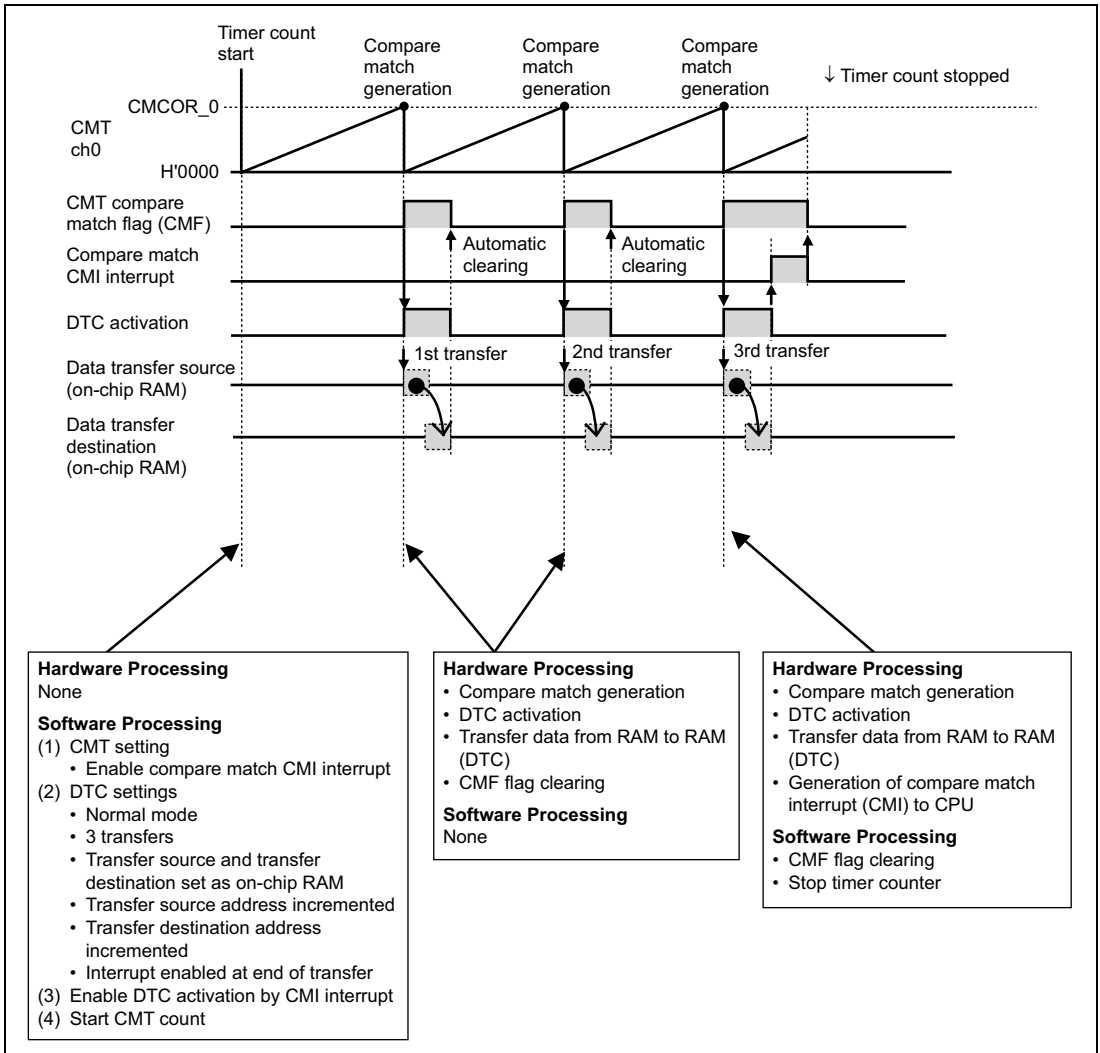 Timer count
start
Compare
match
generation
Compare
match
generation
Compare
match
generation
↓ Timer count stopped
CMCOR_0
CMT
ch0
H'0000
CMT compare
match flag (CMF)
Automatic
clearing
Automatic
clearing
Compare match
CMI interrupt
DTC activation
1st transfer
2nd transfer
3rd transfer
Data transfer source
(on-chip RAM)
Data transfer
destination
(on-chip RAM)
Hardware Processing
None
Software Processing
(1) CMT setting
• Enable compare match CMI interrupt
(2) DTC settings
• Normal mode
• 3 transfers
• Transfer source and transfer
destination set as on-chip RAM
• Transfer source address incremented
• Transfer destination address
incremented
• Interrupt enabled at end of transfer
(3) Enable DTC activation by CMI interrupt
(4) Start CMT count
Hardware Processing
• Compare match generation
• DTC activation
• Transfer data from RAM to RAM
(DTC)
• CMF flag clearing
Software Processing
None
Hardware Processing
• Compare match generation
• DTC activation
• Transfer data from RAM to RAM
(DTC)
• Generation of compare match
interrupt (CMI) to CPU
Software Processing
• CMF flag clearing
• Stop timer counter